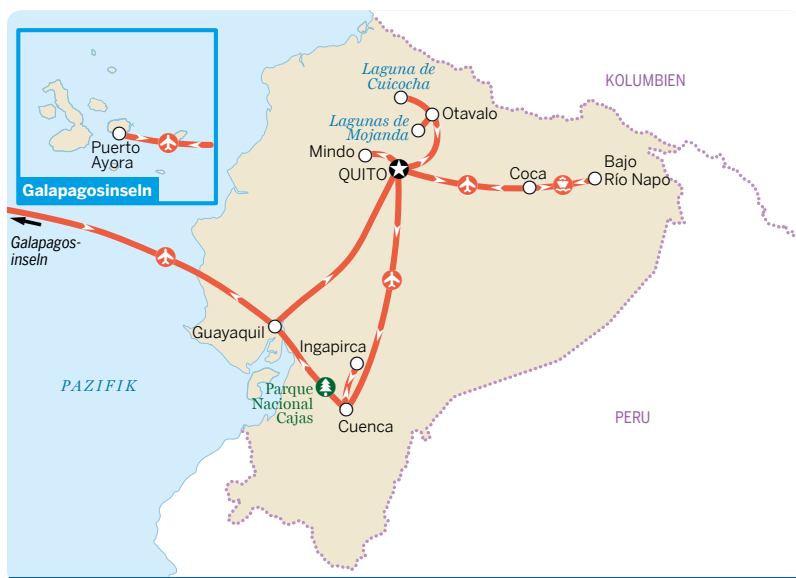 Puerto
Ayora
Galapagosinseln
Laguna de
Cuicocha
KOLUMBIEN
Otavalo
Lagunas de
Mojanda
Mindo
QUITO
Coca
Bajo
Río Napo
Galapagos-
inseln
Guayaquil
Ingapirca
PAZIFIK
Parque
Nacional
Cajas
Cuenca
PERU